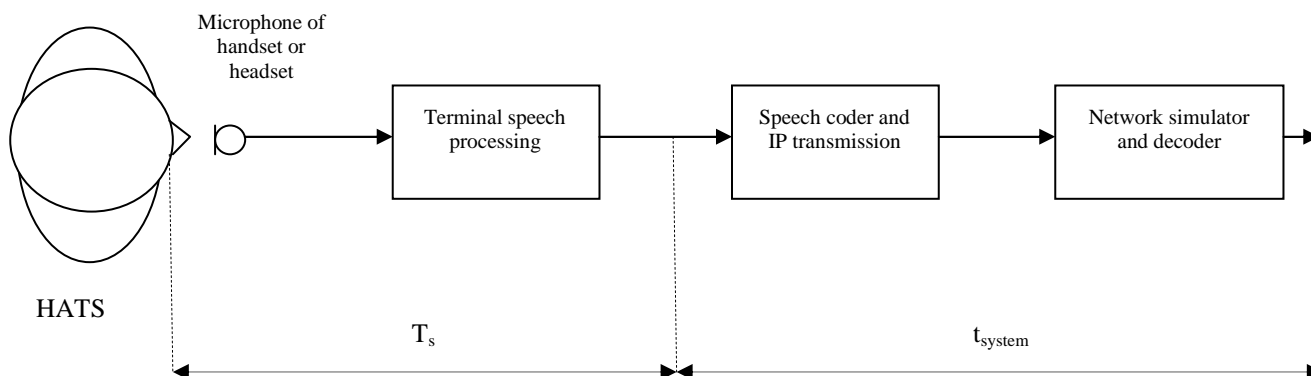 Microphone of
handset or
headset
Terminal speech
processing
Speech coder and
IP transmission
Network simulator
and decoder
HATS
Ts
tsystem